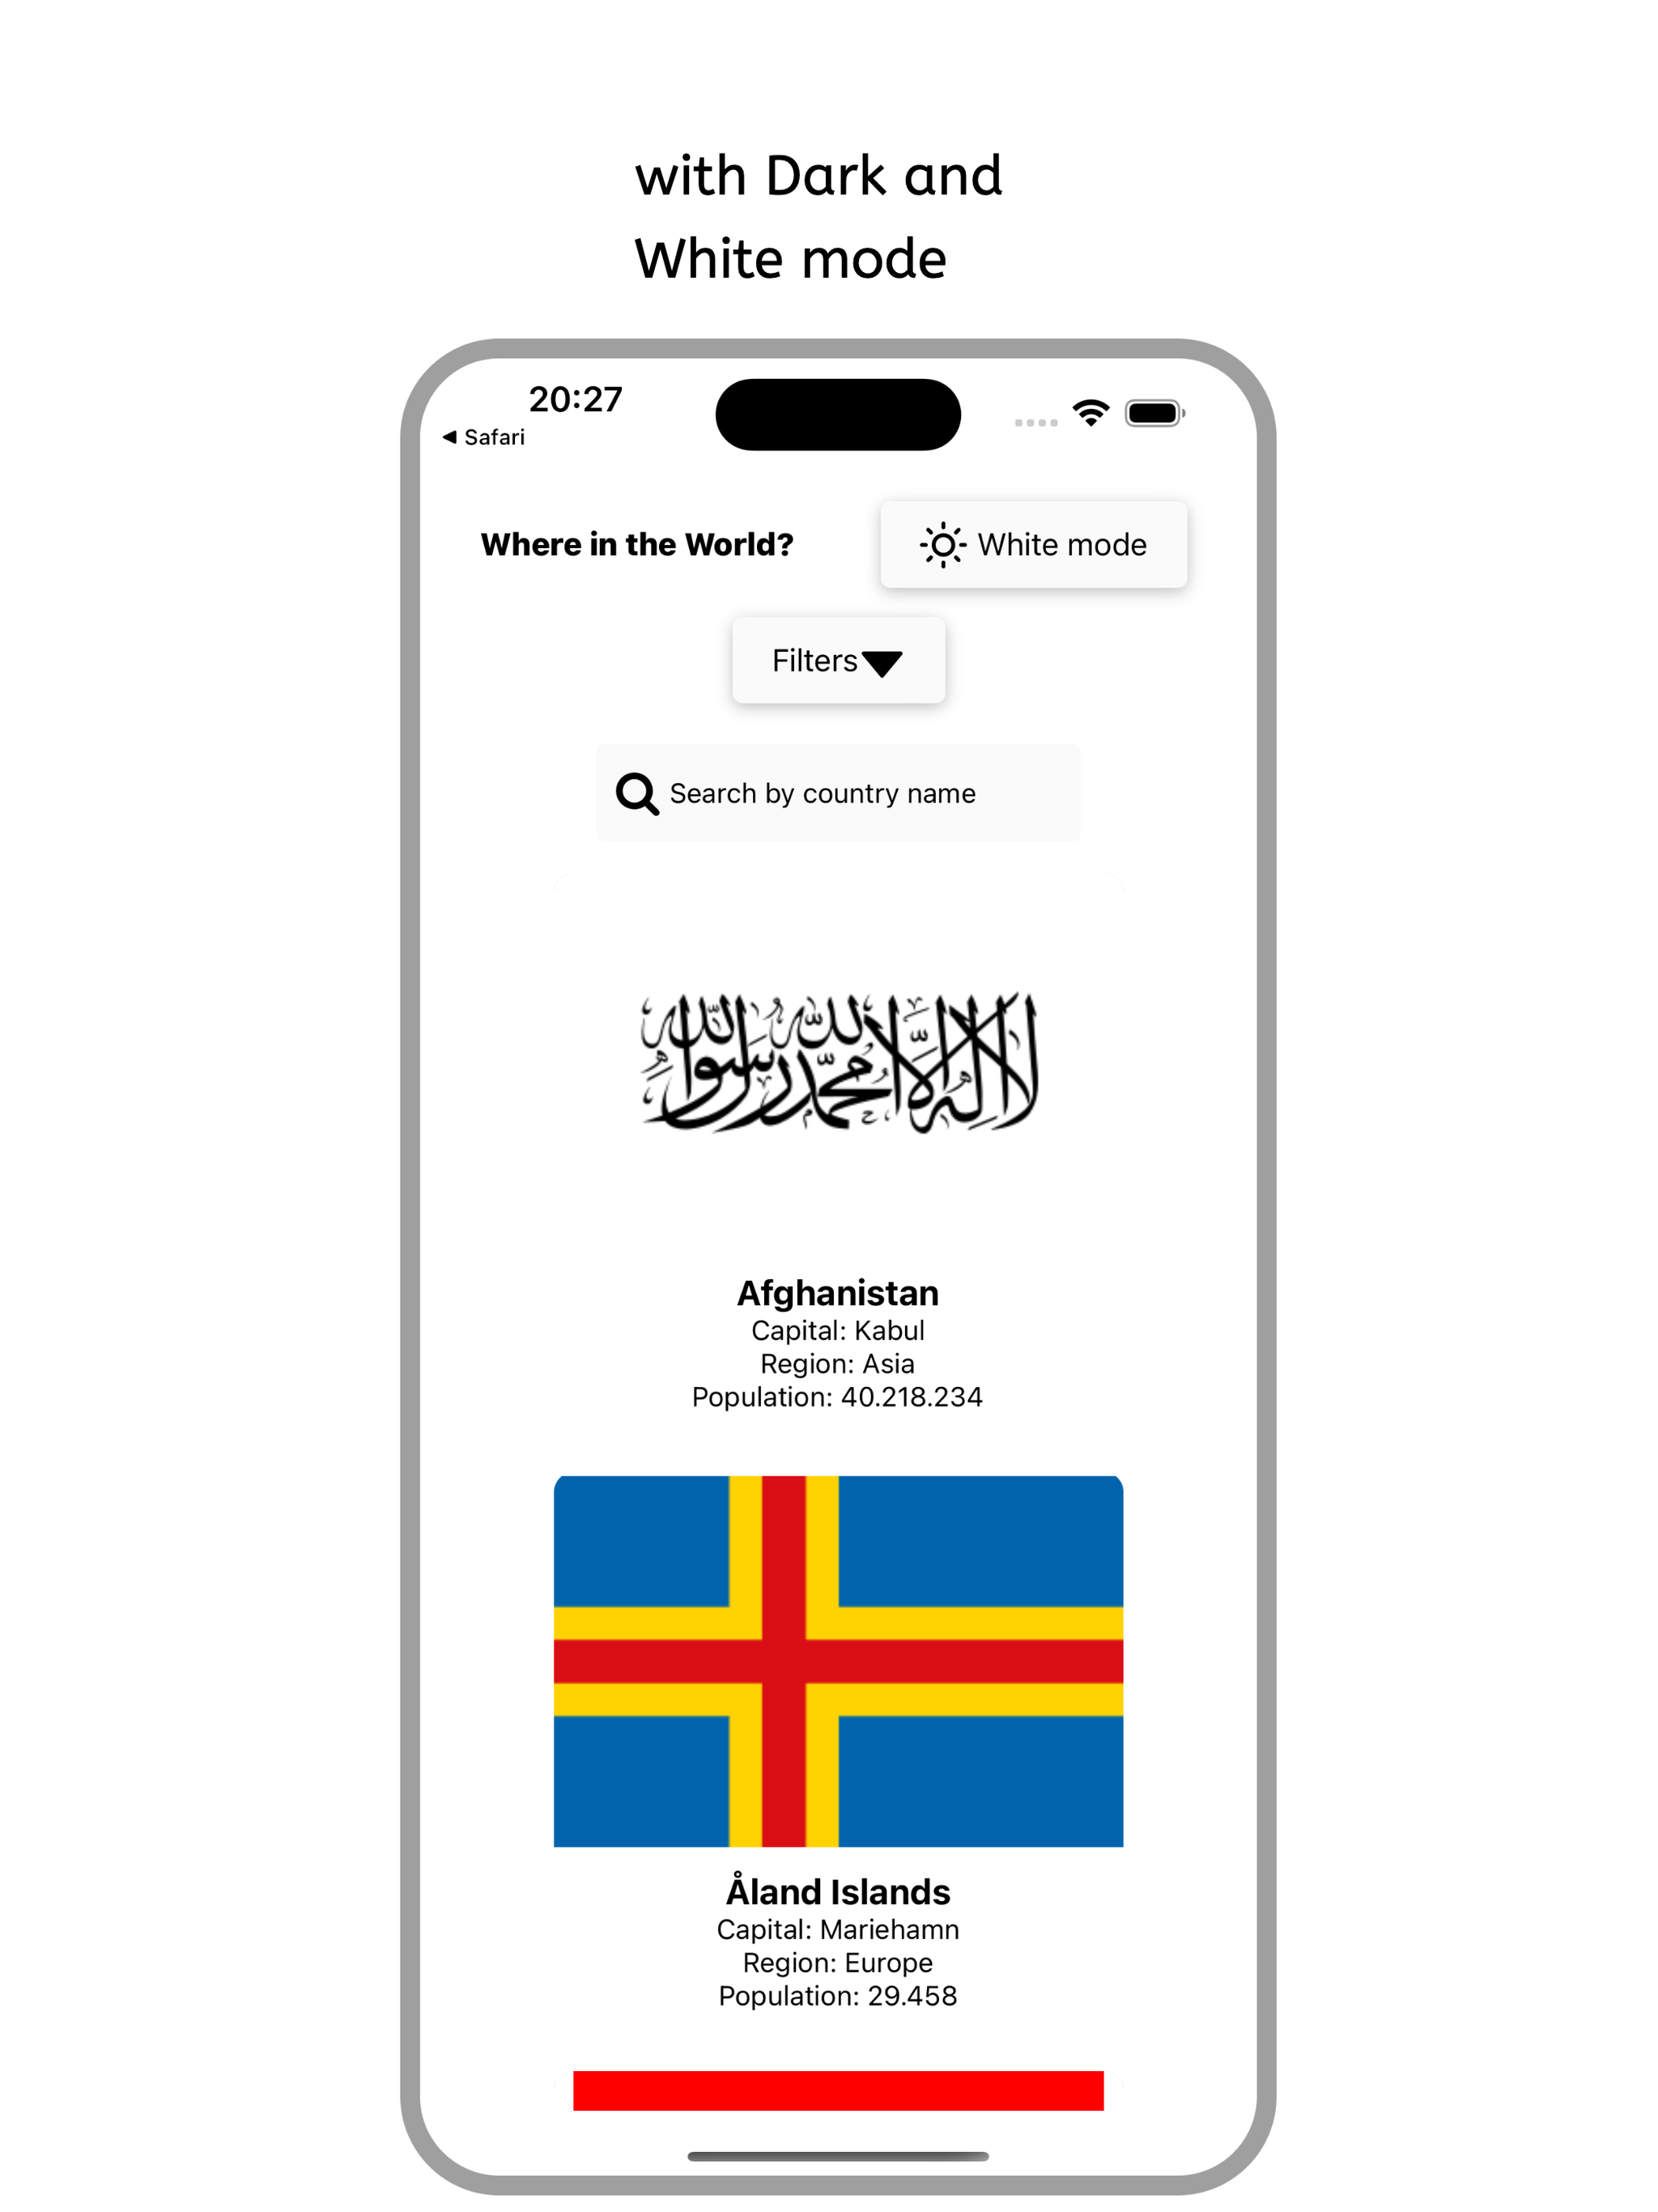 with Dark and
White mode
20:27
Safari
Where in the World?
White mode
Filters
Search by country name
لا إله إلا الله محمد رسول الله
Afghanistan
Capital: Kabul
Region: Asia
Population: 40.218.234
Åland Islands
Capital: Mariehamn
Region: Europe
Population: 29.458